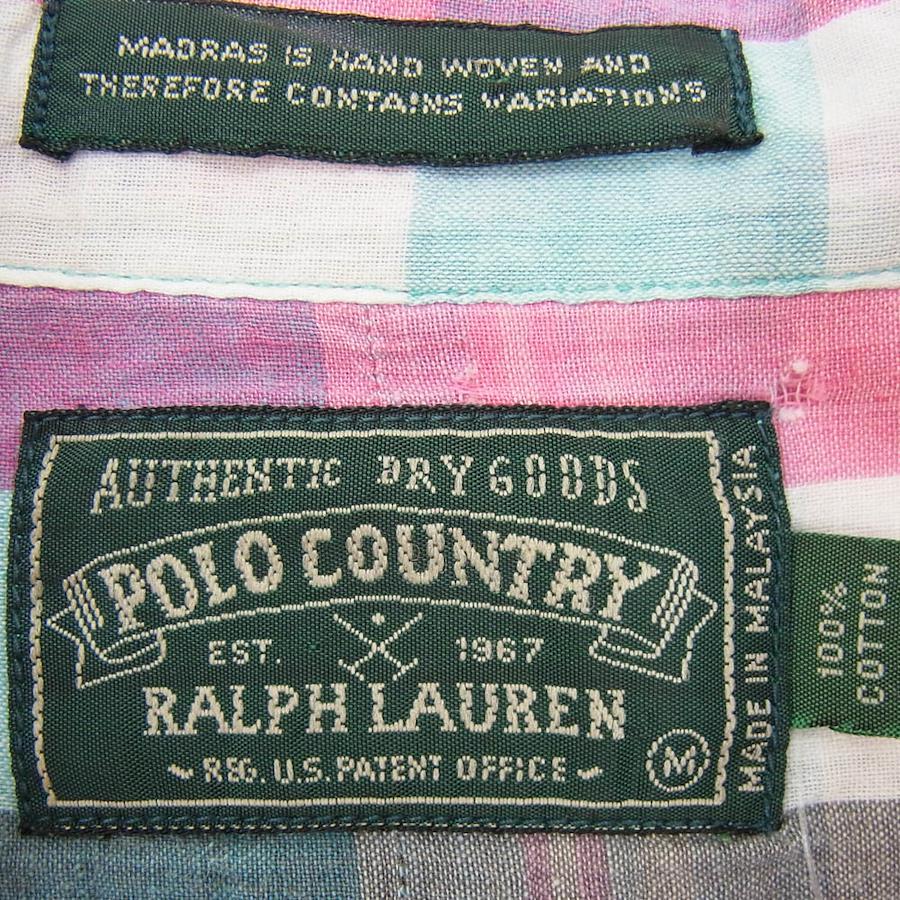 MADRAS IS HAND WOVEN AND
THEREFORE CONTAINS VARIATIONS
AUTHENTIC DRY GOODS
POLO COUNTRY
EST. 1967
RALPH LAUREN
REG. U.S. PATENT OFFICE
M
MADE IN MALAYSIA
100%
COTTON